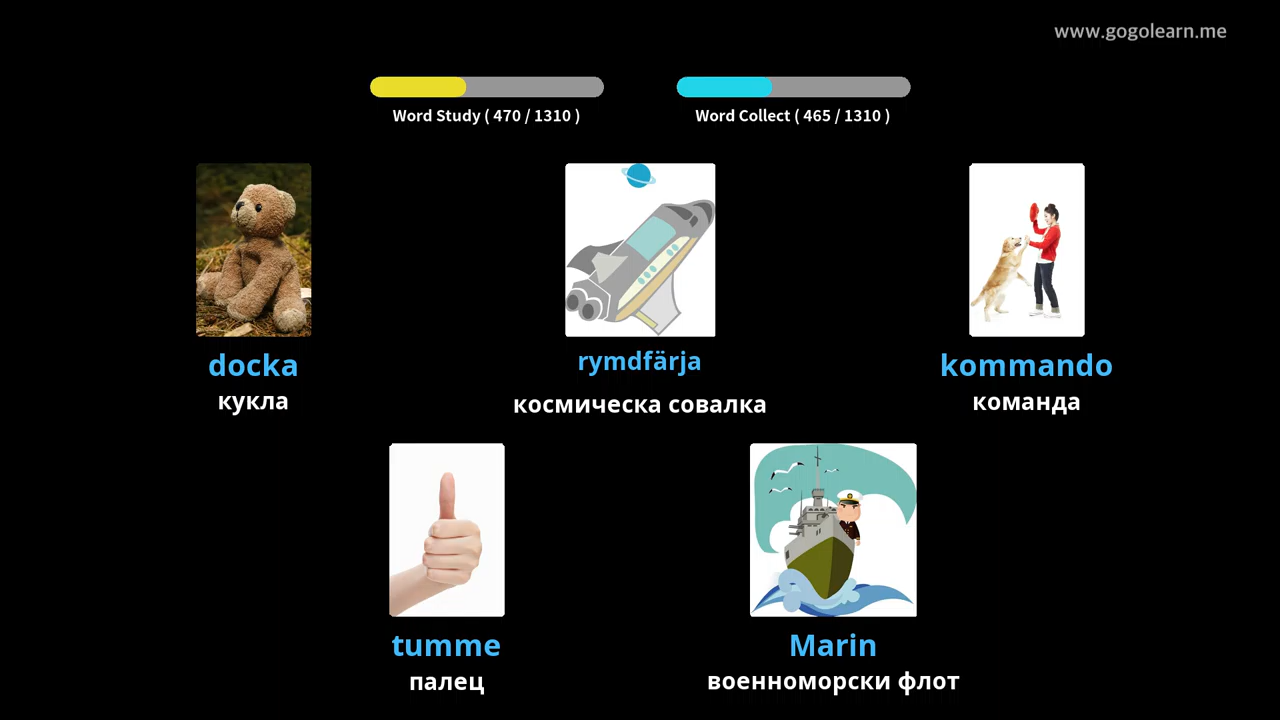 www.gogolearn.me
Word Study ( 470 / 1310 )
Word Collect ( 465 / 1310 )
docka
кукла
rymdfärja
космическа совалка
kommando
команда
tumme
палец
Marin
военноморски флот